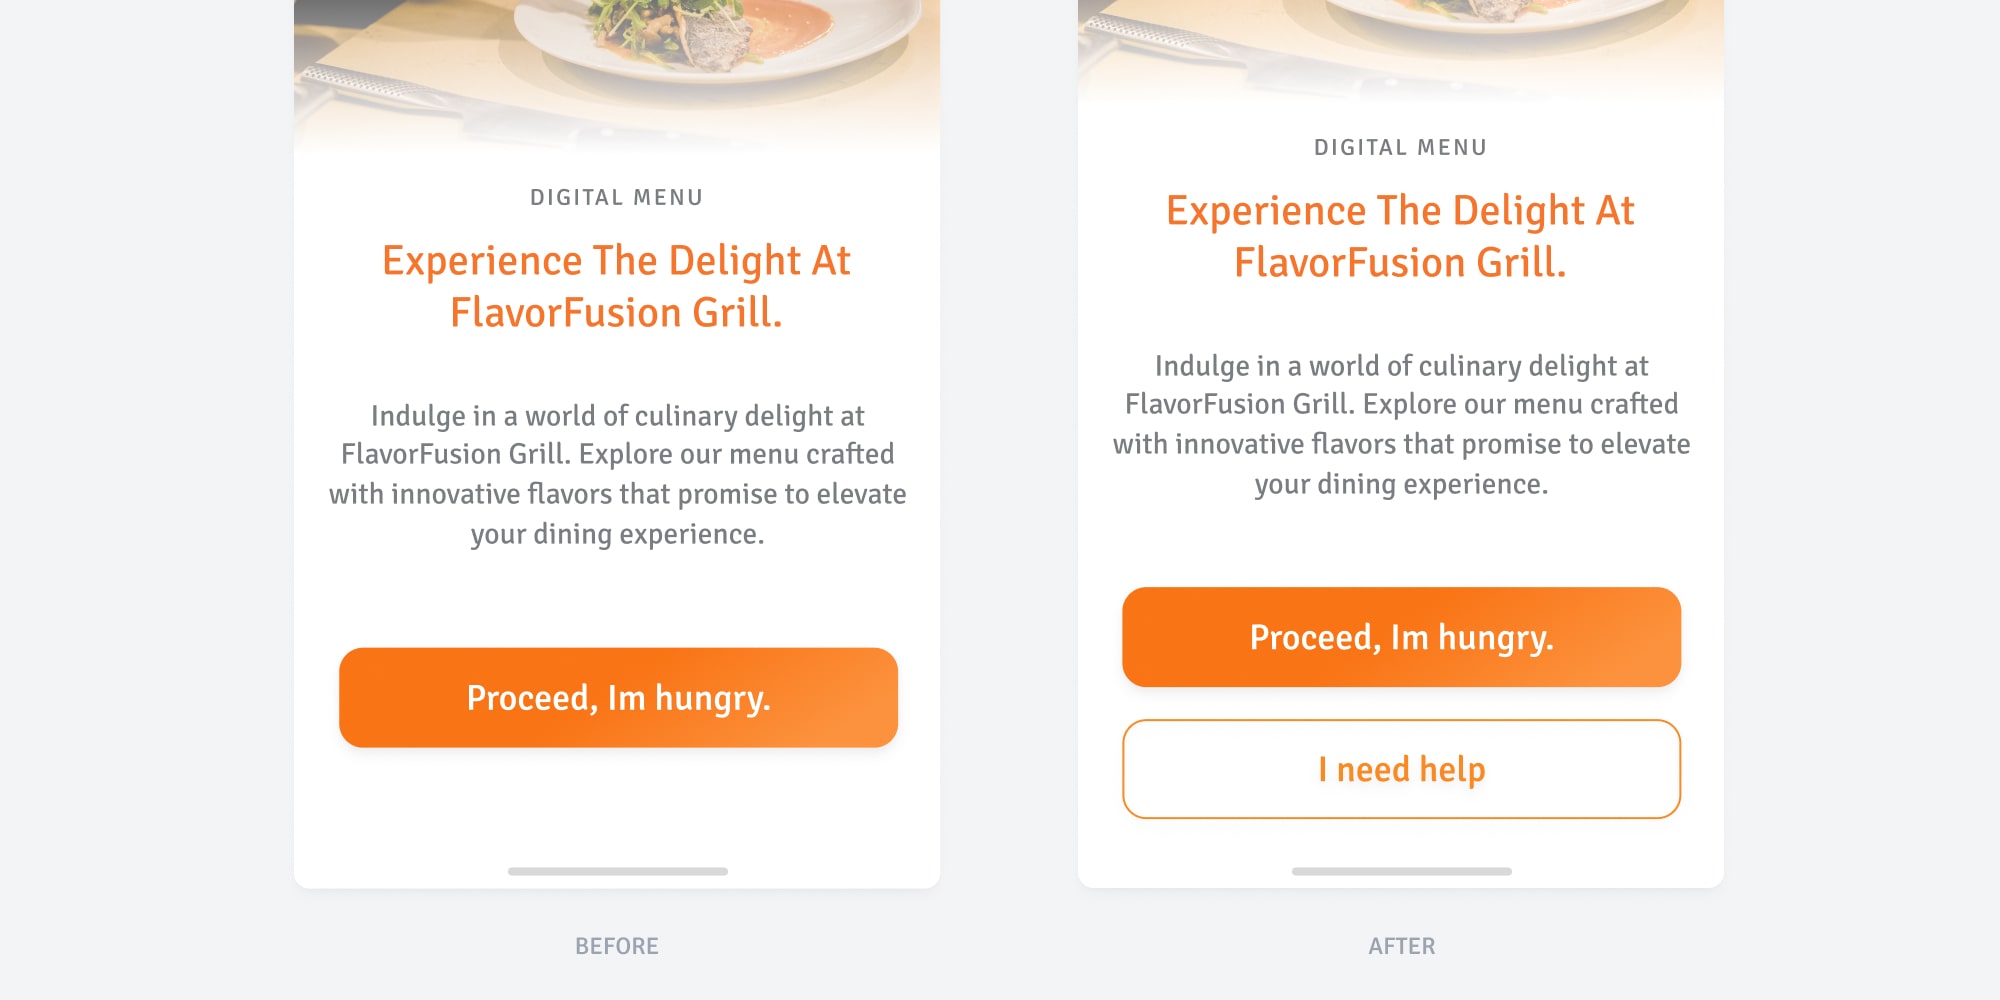 DIGITAL MENU
Experience The Delight At
FlavorFusion Grill.
Indulge in a world of culinary delight at
FlavorFusion Grill. Explore our menu crafted
with innovative flavors that promise to elevate
your dining experience.
Proceed, Im hungry.
BEFORE
DIGITAL MENU
Experience The Delight At
FlavorFusion Grill.
Indulge in a world of culinary delight at
FlavorFusion Grill. Explore our menu crafted
with innovative flavors that promise to elevate
your dining experience.
Proceed, Im hungry.
I need help
AFTER